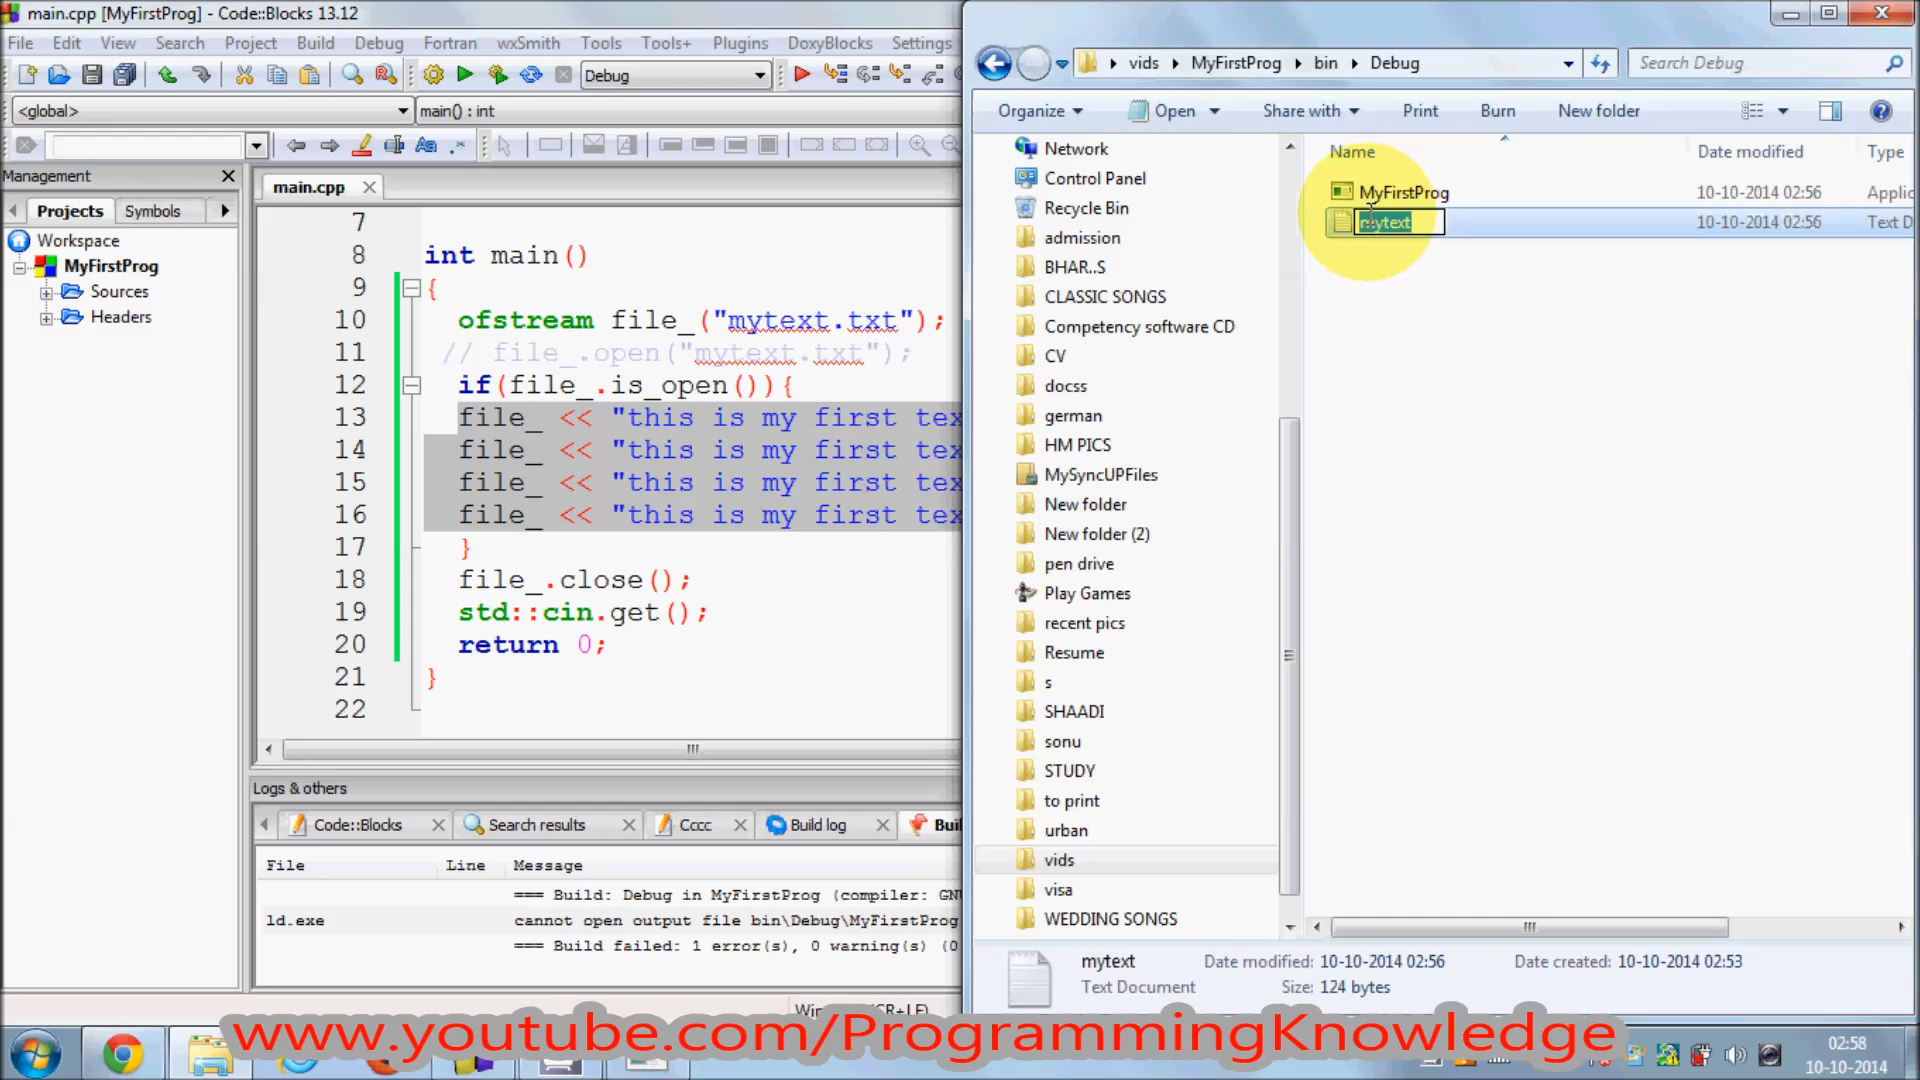 main.cpp [MyFirstProg] - Code::Blocks 13.12
File Edit View Search Project Build Debug Fortran wxSmith Tools Tools+ Plugins DoxyBlocks Settings
Debug
<global>
main() : int
Management
Projects Symbols
Workspace
MyFirstProg
Sources
Headers
main.cpp
7
8 int main()
9 {
10 ofstream file_("mytext.txt");
11 // file_.open("mytext.txt");
12 if(file_.is_open()){
13 file_ << "this is my first tex
14 file_ << "this is my first tex
15 file_ << "this is my first tex
16 file_ << "this is my first tex
17 }
18 file_.close();
19 std::cin.get();
20 return 0;
21 }
22
Logs & others
Code::Blocks Search results Cccc Build log Buil
File Line Message
=== Build: Debug in MyFirstProg (compiler: GNU
ld.exe cannot open output file bin\Debug\MyFirstProg
=== Build failed: 1 error(s), 0 warning(s) (0
vids MyFirstProg bin Debug
Search Debug
Organize Open Share with Print Burn New folder
Network
Control Panel
Recycle Bin
admission
BHAR..S
CLASSIC SONGS
Competency software CD
CV
docss
german
HM PICS
MySyncUPFiles
New folder
New folder (2)
pen drive
Play Games
recent pics
Resume
s
SHAADI
sonu
STUDY
to print
urban
vids
visa
WEDDING SONGS
Name Date modified Type
MyFirstProg 10-10-2014 02:56 Applic
mytext 10-10-2014 02:56 Text D
mytext Date modified: 10-10-2014 02:56 Date created: 10-10-2014 02:53
Text Document Size: 124 bytes
www.youtube.com/ProgrammingKnowledge
02:58
10-10-2014